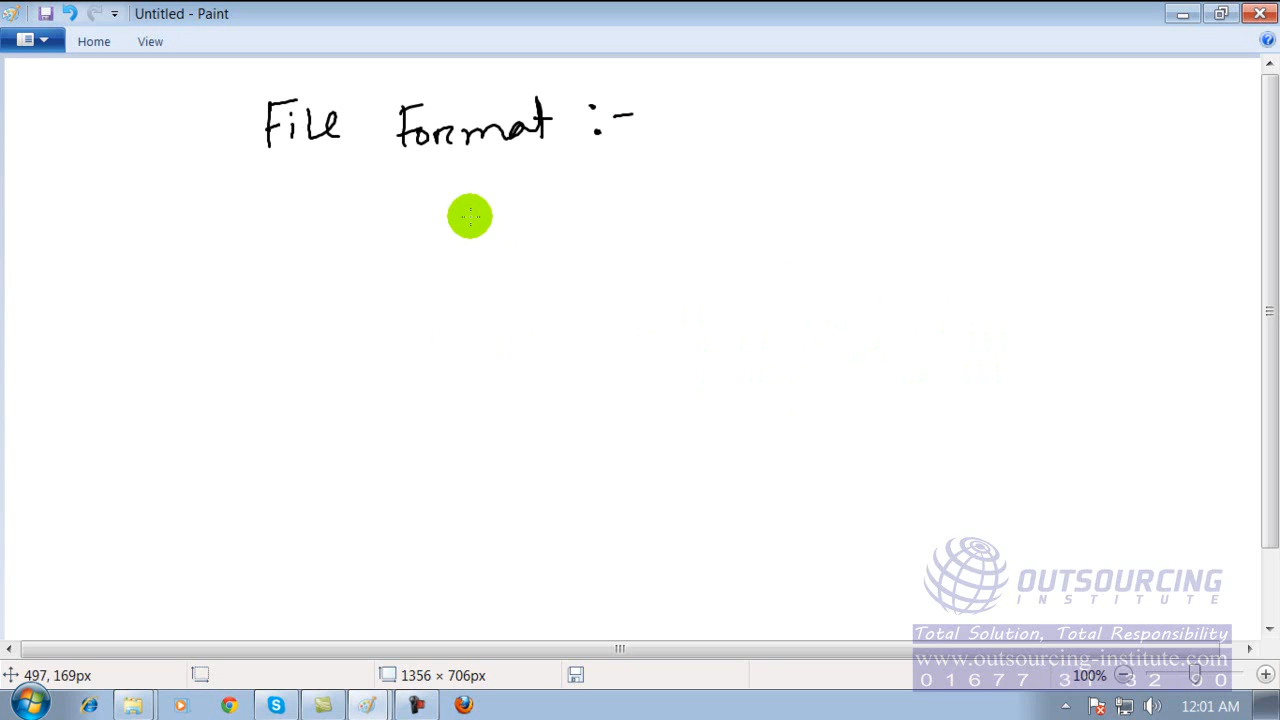 Untitled - Paint
Home View
File Format :-
OUTSOURCING
INSTITUTE
Total Solution, Total Responsibility
www.outsourcing-institute.com
497, 169px
1356 × 706px
100%
12:01 AM